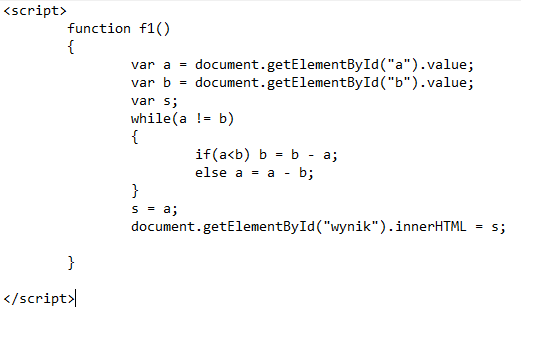 <script>
function f1()
{
var a = document.getElementById("a").value;
var b = document.getElementById("b").value;
var s;
while(a != b)
{
if(a<b) b = b - a;
else a = a - b;
}
s = a;
document.getElementById("wynik").innerHTML = s;
}
</script>